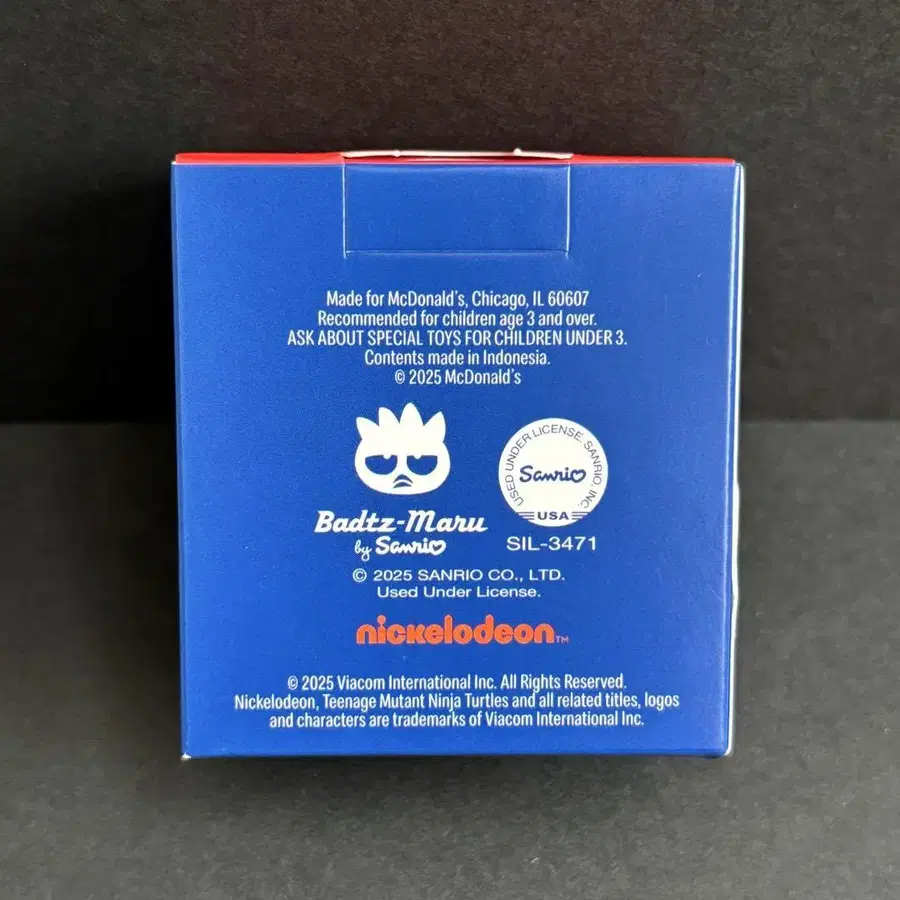 Made for McDonald's, Chicago, IL 60607
Recommended for children age 3 and over.
ASK ABOUT SPECIAL TOYS FOR CHILDREN UNDER 3.
Contents made in Indonesia.
© 2025 McDonald's
Badtz-Maru
by Sanrio
USED UNDER LICENSE. SANRIO, INC.
Sanrio
USA
SIL-3471
© 2025 SANRIO CO., LTD.
Used Under License.
nickelodeon™
© 2025 Viacom International Inc. All Rights Reserved.
Nickelodeon, Teenage Mutant Ninja Turtles and all related titles, logos
and characters are trademarks of Viacom International Inc.